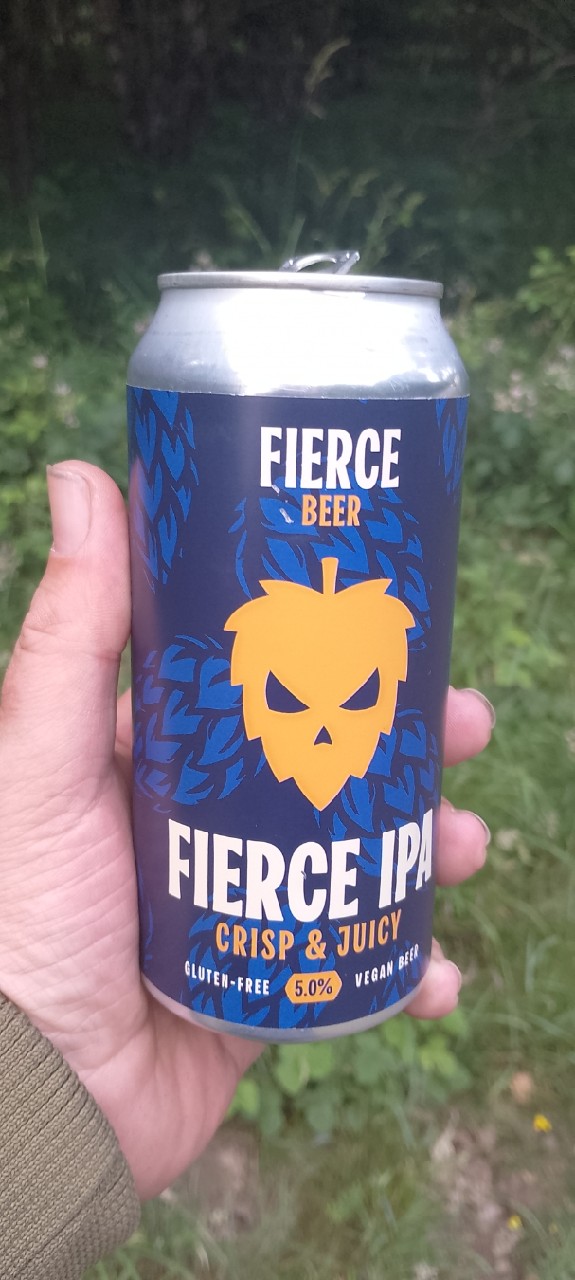 FIERCE
BEER
FIERCE IPA
CRISP & JUICY
GLUTEN-FREE 5.0% VEGAN BEER